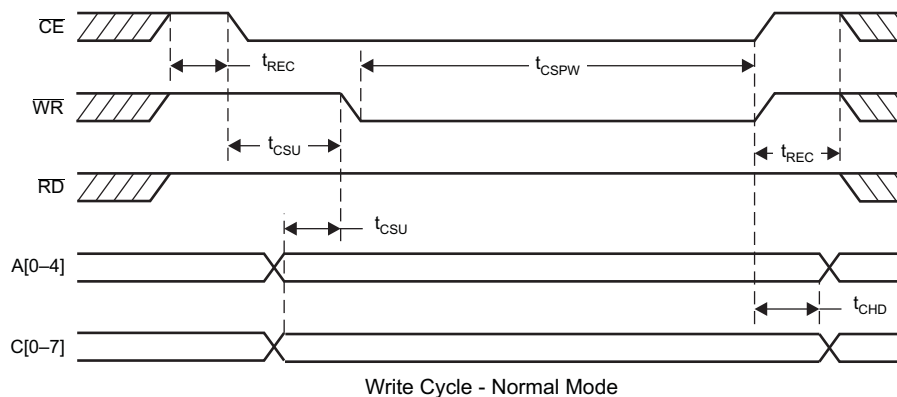 CE
t_REC
t_CSPW
WR
t_CSU
t_REC
RD
t_CSU
A[0–4]
t_CHD
C[0–7]
Write Cycle - Normal Mode